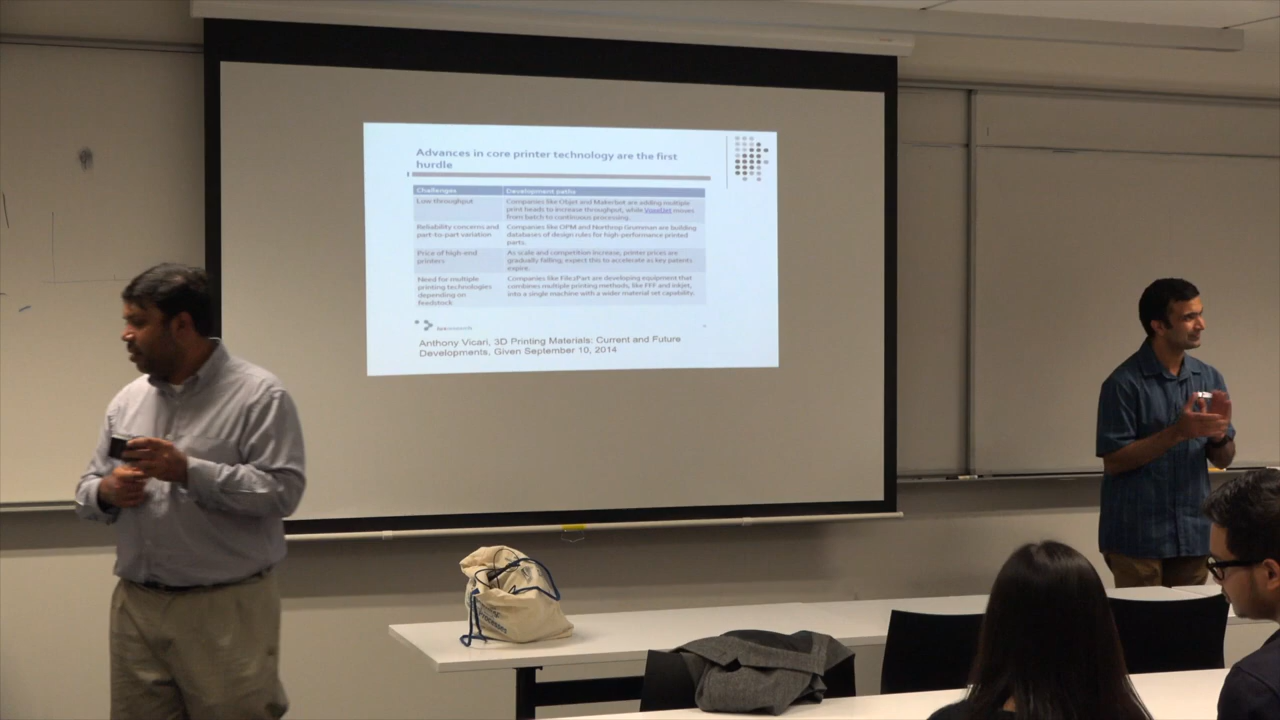 Advances in core printer technology are the first
hurdle
Challenges Development paths
Low throughput Companies like Objet and Makerbot are adding multiple
print heads to increase throughput, while Voxeljet moves
from batch to continuous processing.
Reliability concerns and Companies like OPM and Northrop Grumman are building
part-to-part variation databases of design rules for high-performance printed
parts.
Price of high-end As scale and competition increase, printer prices are
printers gradually falling; expect this to accelerate as key patents
expire.
Need for multiple Companies like are developing equipment that
printing technologies combines multiple printing methods, like FFF and inkjet,
depending on into a single machine with a wider material set capability.
feedstock
Anthony Vicari, 3D Printing Materials: Current and Future
Developments, Given September 10, 2014